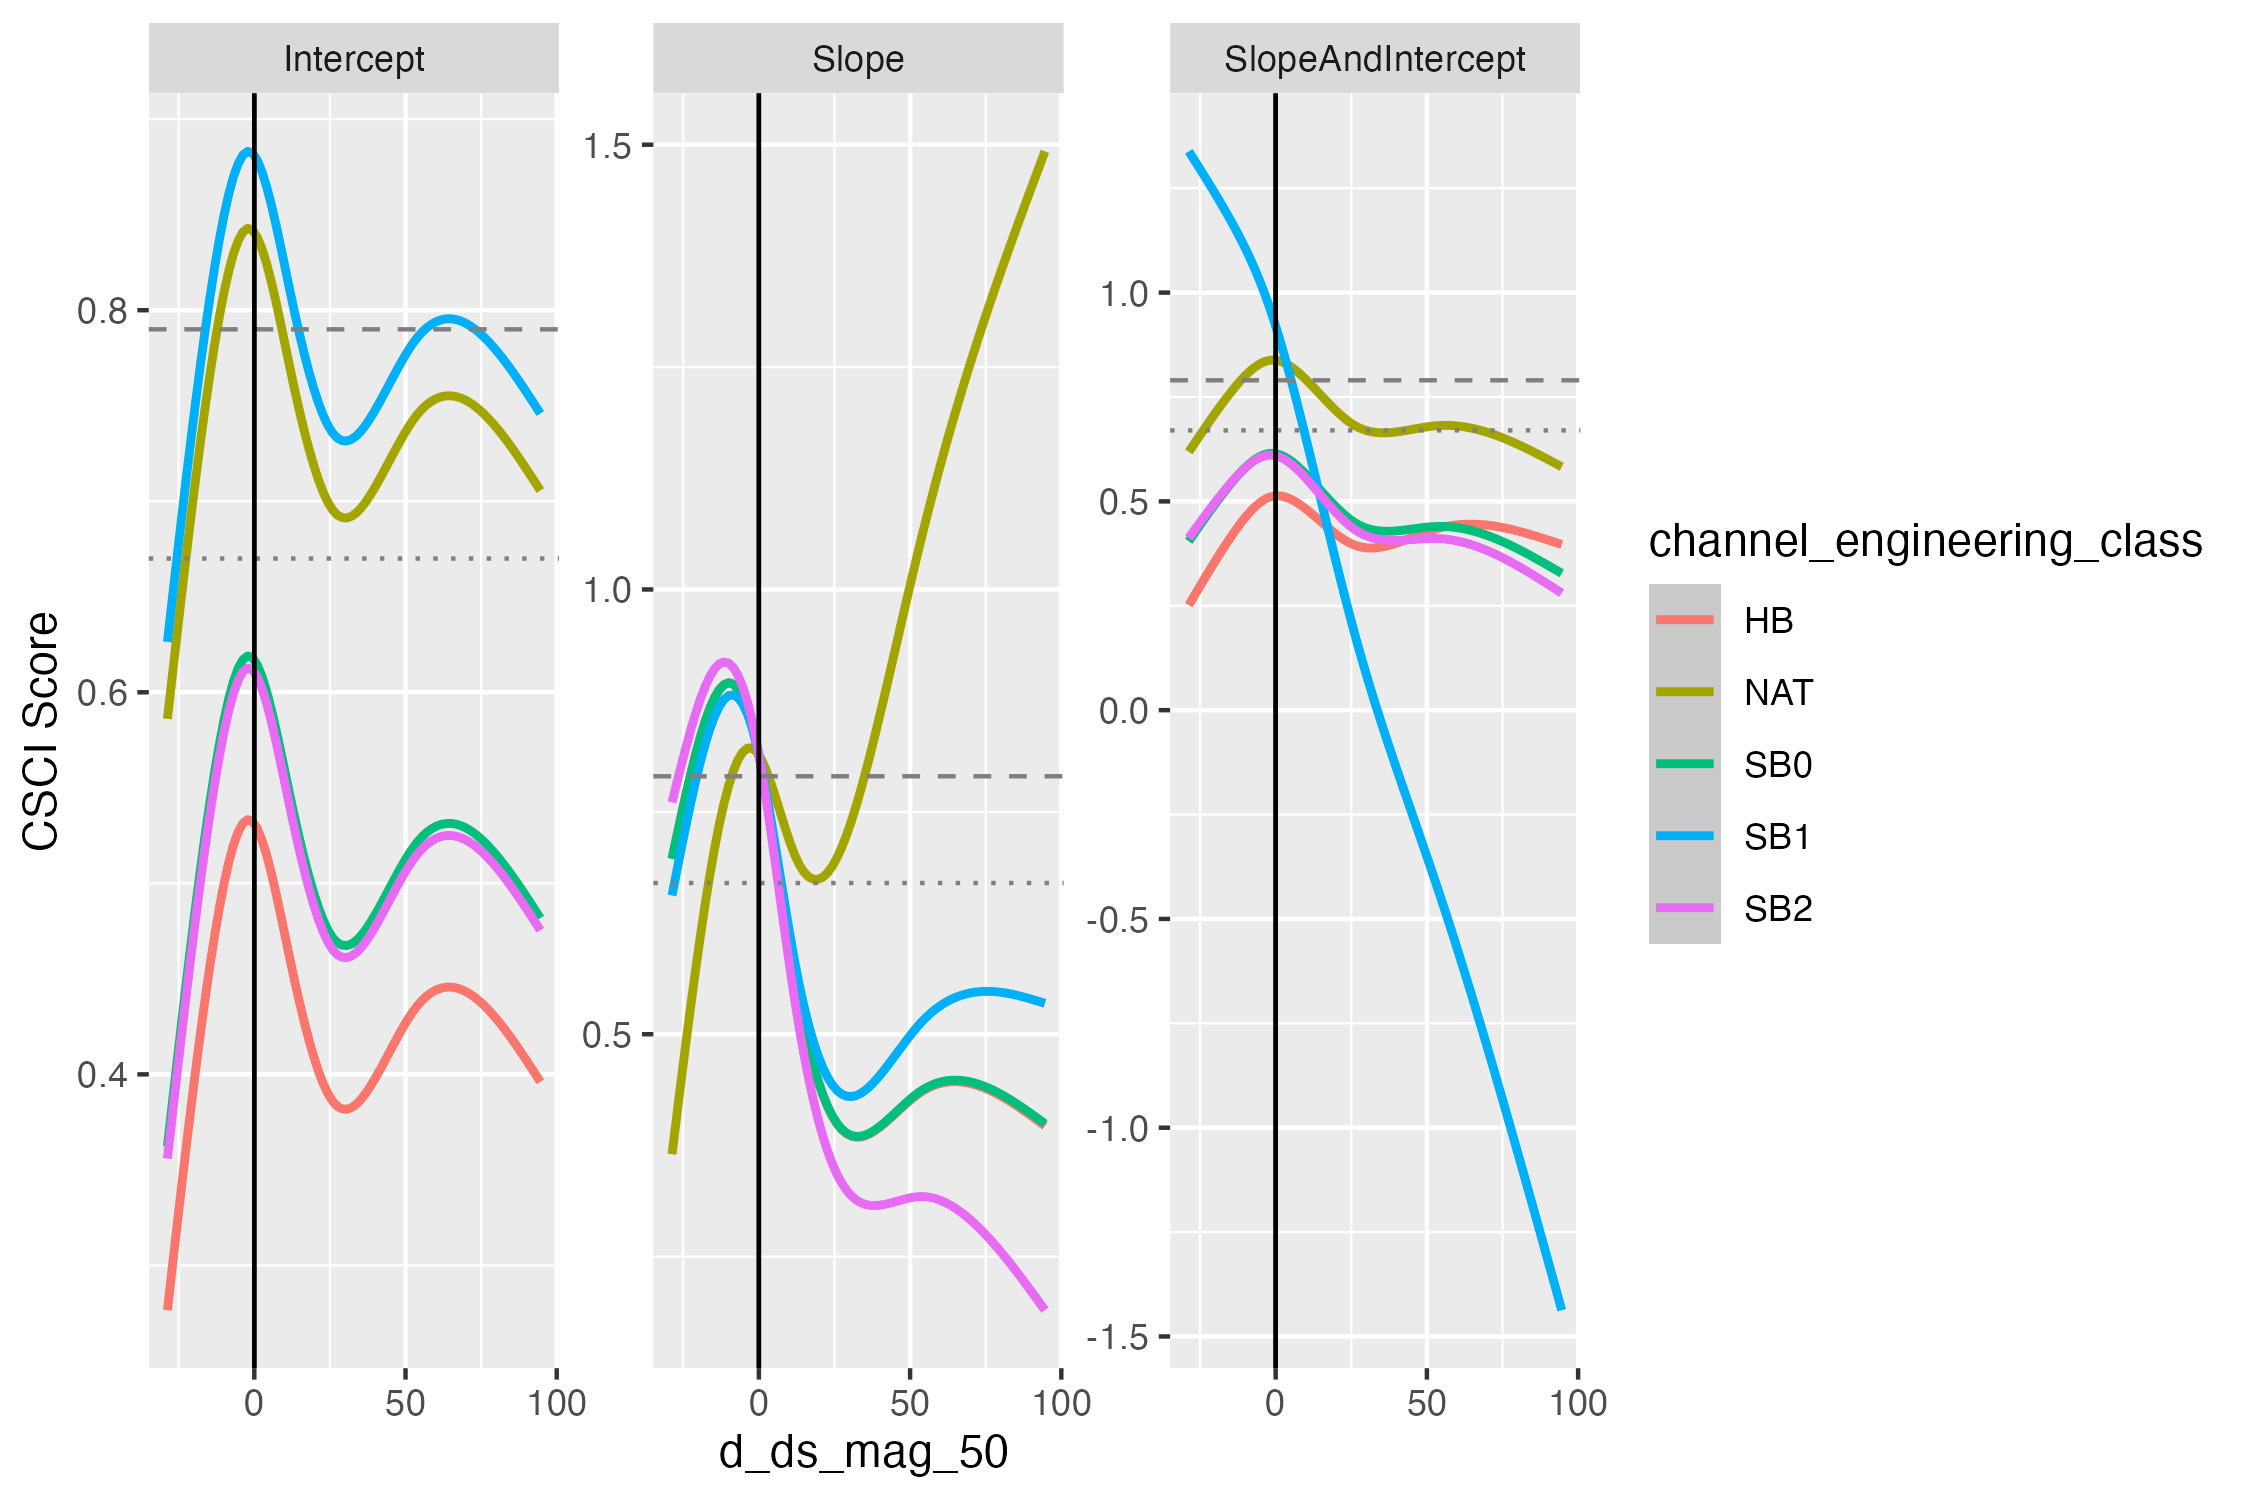 Intercept
Slope
SlopeAndIntercept
CSCI Score
0.8
0.6
0.4
1.5
1.0
0.5
1.0
0.5
0.0
-0.5
-1.0
-1.5
0 50 100
0 50 100
0 50 100
d_ds_mag_50
channel_engineering_class
HB
NAT
SB0
SB1
SB2